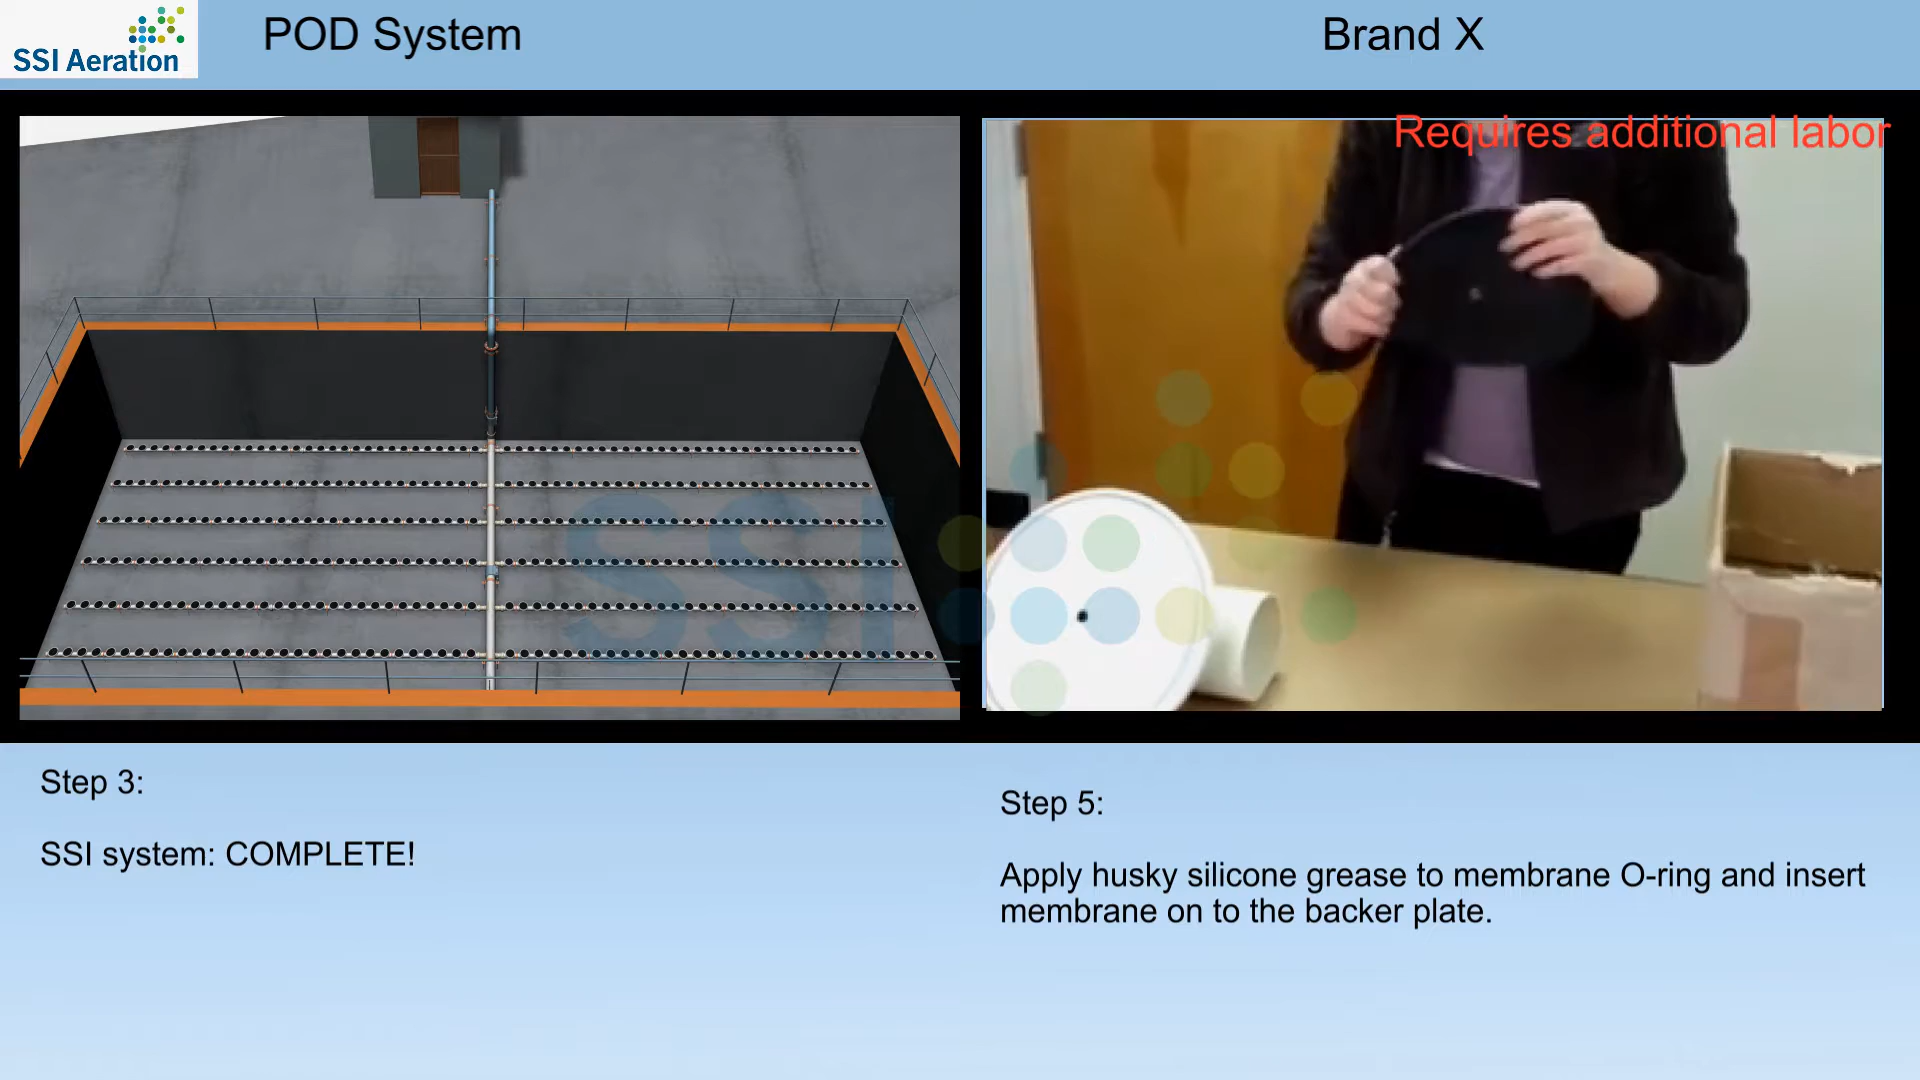 SSI Aeration
POD System
Brand X
Requires additional labor
SSI
Step 3:
SSI system: COMPLETE!
Step 5:
Apply husky silicone grease to membrane O-ring and insert
membrane on to the backer plate.